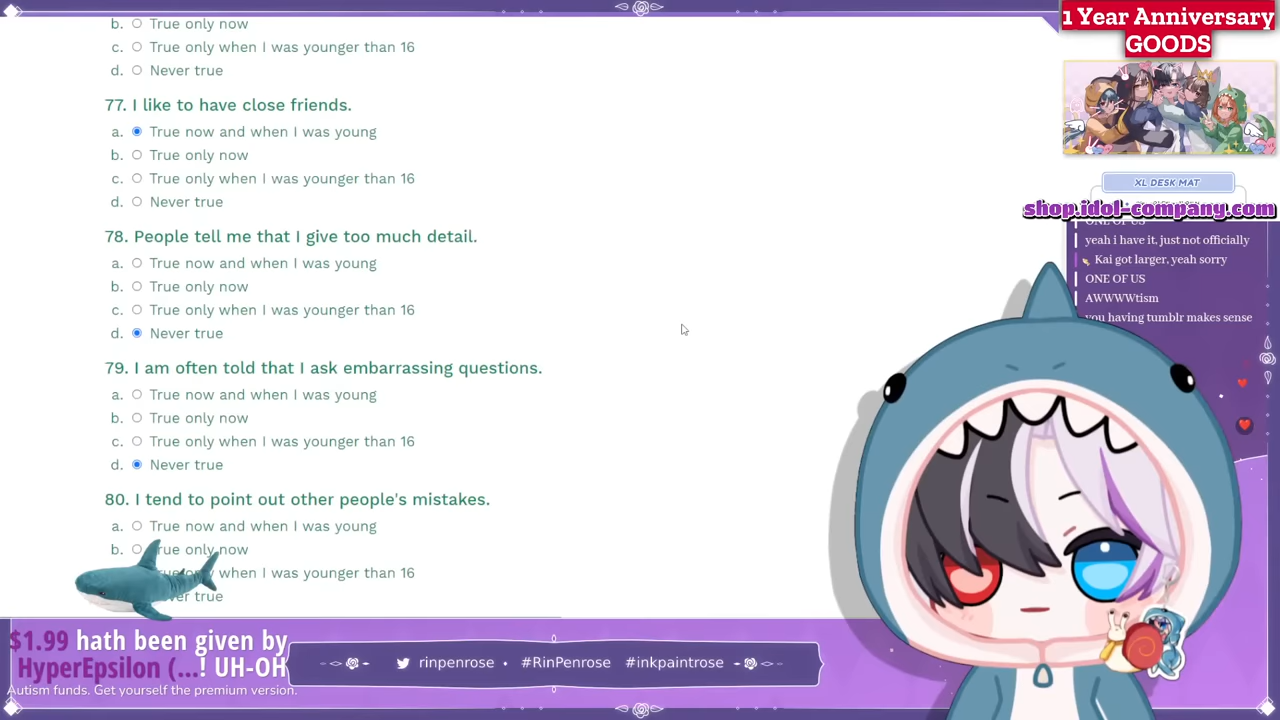 b. True only now
c. True only when I was younger than 16
d. Never true
77. I like to have close friends.
a. True now and when I was young
b. True only now
c. True only when I was younger than 16
d. Never true
78. People tell me that I give too much detail.
a. True now and when I was young
b. True only now
c. True only when I was younger than 16
d. Never true
79. I am often told that I ask embarrassing questions.
a. True now and when I was young
b. True only now
c. True only when I was younger than 16
d. Never true
80. I tend to point out other people's mistakes.
a. True now and when I was young
b. True only now
when I was younger than 16
true
1 Year Anniversary
GOODS
XL DESK MAT
shop.idol-company.com
ONE OF US
yeah i have it, just not officially
Kai got larger, yeah sorry
ONE OF US
AWWWWtism
you having tumblr makes sense
$1.99 hath been given by
HyperEpsilon (...! UH-OH
Autism funds. Get yourself the premium version.
rinpenrose • #RinPenrose #inkpaintrose